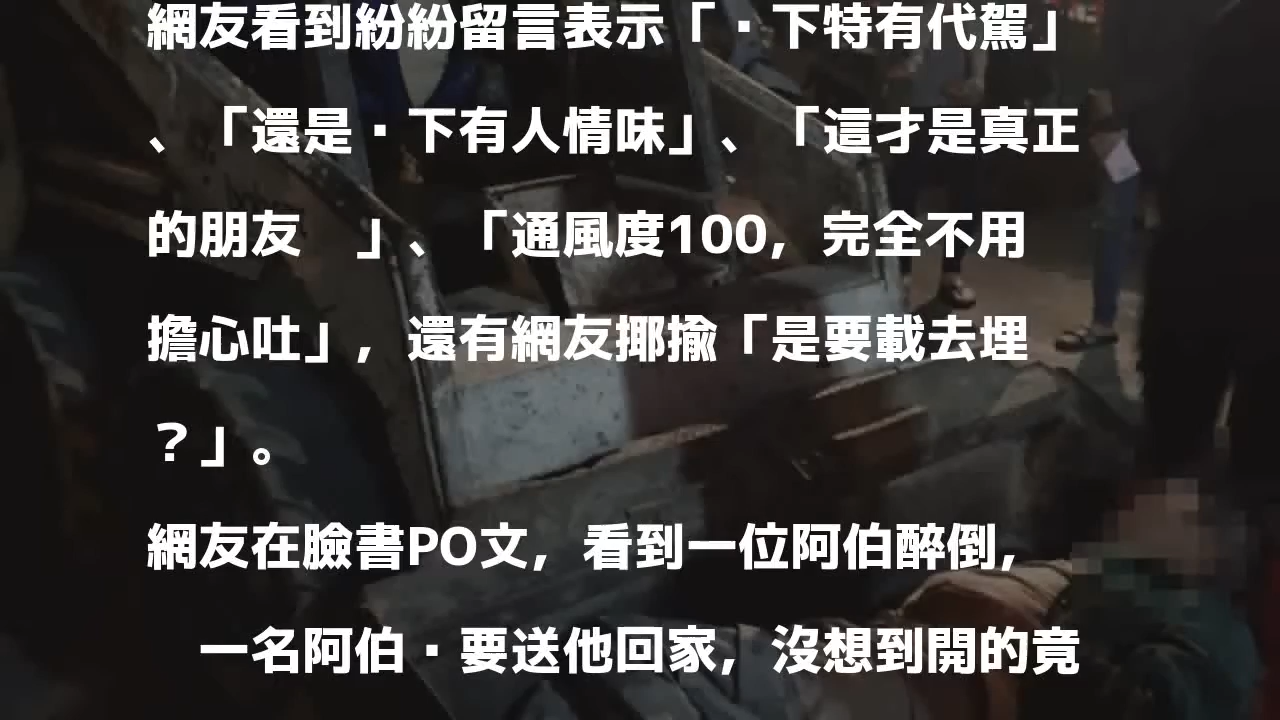 網友看到紛紛留言表示「▪下特有代駕」
、「還是▪下有人情味」、「這才是真正
的朋友　」、「通風度100，完全不用
擔心吐」，還有網友揶揄「是要載去埋
？」。
網友在臉書PO文，看到一位阿伯醉倒，
　一名阿伯▪要送他回家，沒想到開的竟